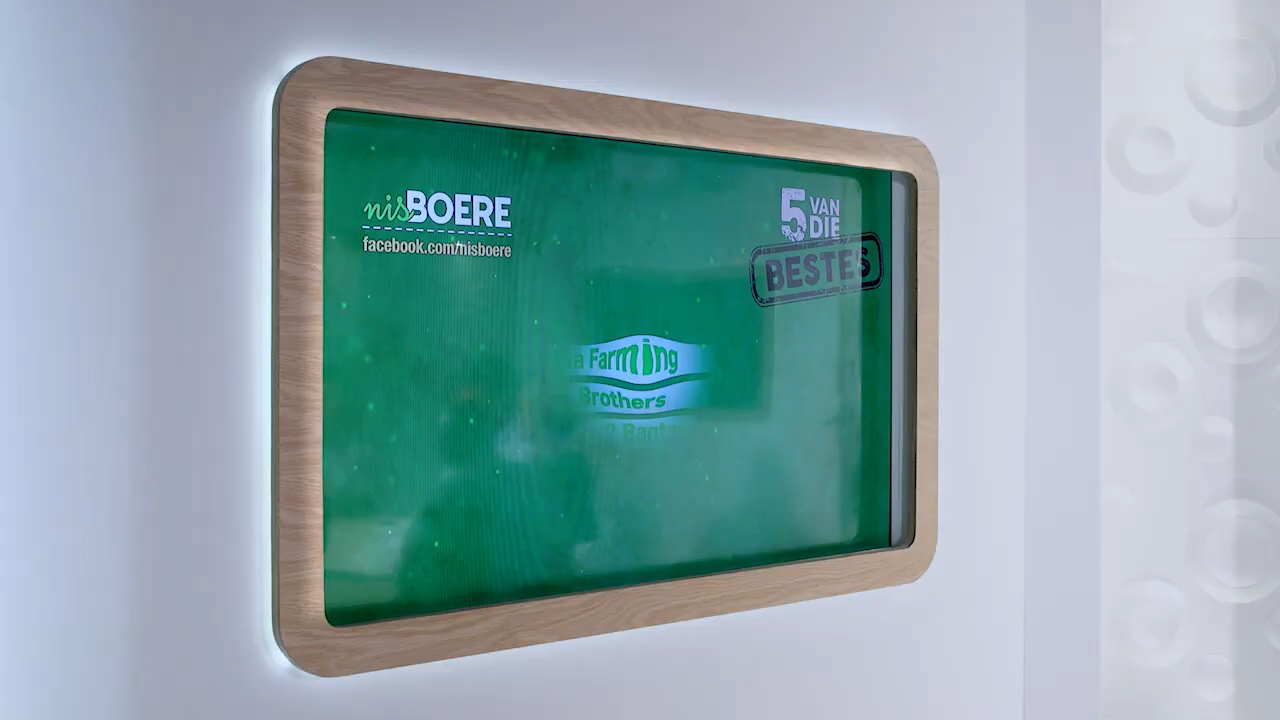 nisBOERE
facebook.com/nisboere
5 VAN
DIE
BESTES
Farming
Brothers